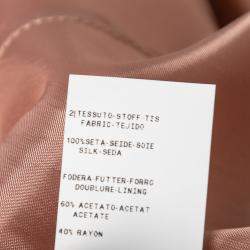 2)TESSUTO-STOFF TIS
FABRIC-TEJIDO
100%SETA-SEIDE-SOIE
SILK-SEDA
FODERA-FUTTER-FORRO
DOUBLURE-LINING
60% ACETATO-ACETAT
ACETATE
40% RAYON